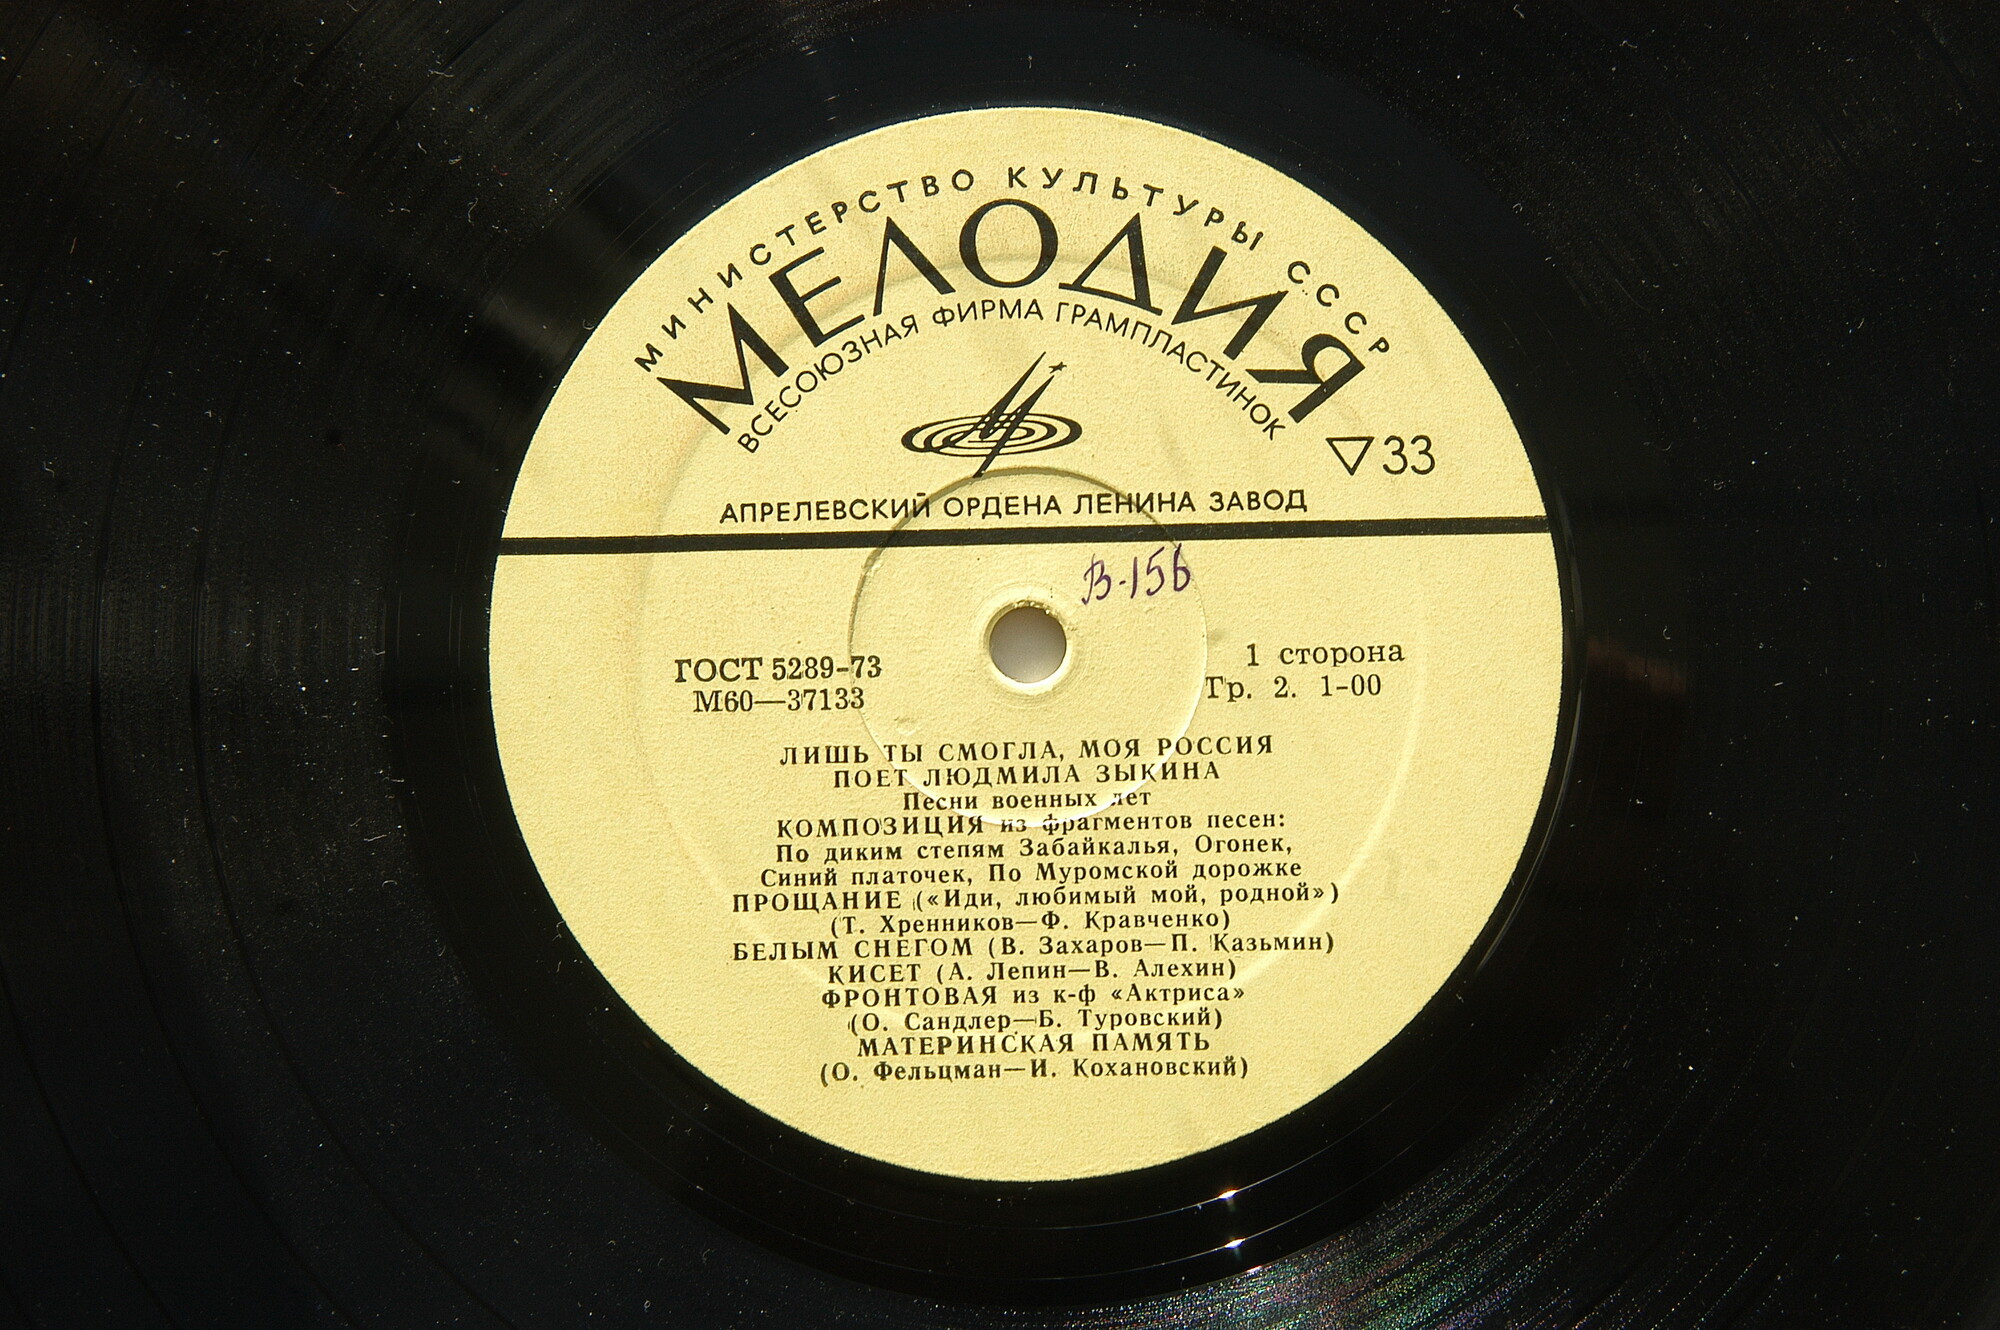 МИНИСТЕРСТВО КУЛЬТУРЫ СССР
МЕЛОДИЯ
ВСЕСОЮЗНАЯ ФИРМА ГРАМПЛАСТИНОК
33
АПРЕЛЕВСКИЙ ОРДЕНА ЛЕНИНА ЗАВОД
В-156
ГОСТ 5289-73
М60—37133
1 сторона
Гр. 2. 1-00
ЛИШЬ ТЫ СМОГЛА, МОЯ РОССИЯ
ПОЕТ ЛЮДМИЛА ЗЫКИНА
Песни военных лет
КОМПОЗИЦИЯ из фрагментов песен:
По диким степям Забайкалья, Огонек,
Синий платочек, По Муромской дорожке
ПРОЩАНИЕ («Иди, любимый мой, родной»)
(Т. Хренников—Ф. Кравченко)
БЕЛЫМ СНЕГОМ (В. Захаров—П. Казьмин)
КИСЕТ (А. Лепин—В. Алехин)
ФРОНТОВАЯ из к-ф «Актриса»
(О. Сандлер—Б. Туровский)
МАТЕРИНСКАЯ ПАМЯТЬ
(О. Фельцман—И. Кохановский)